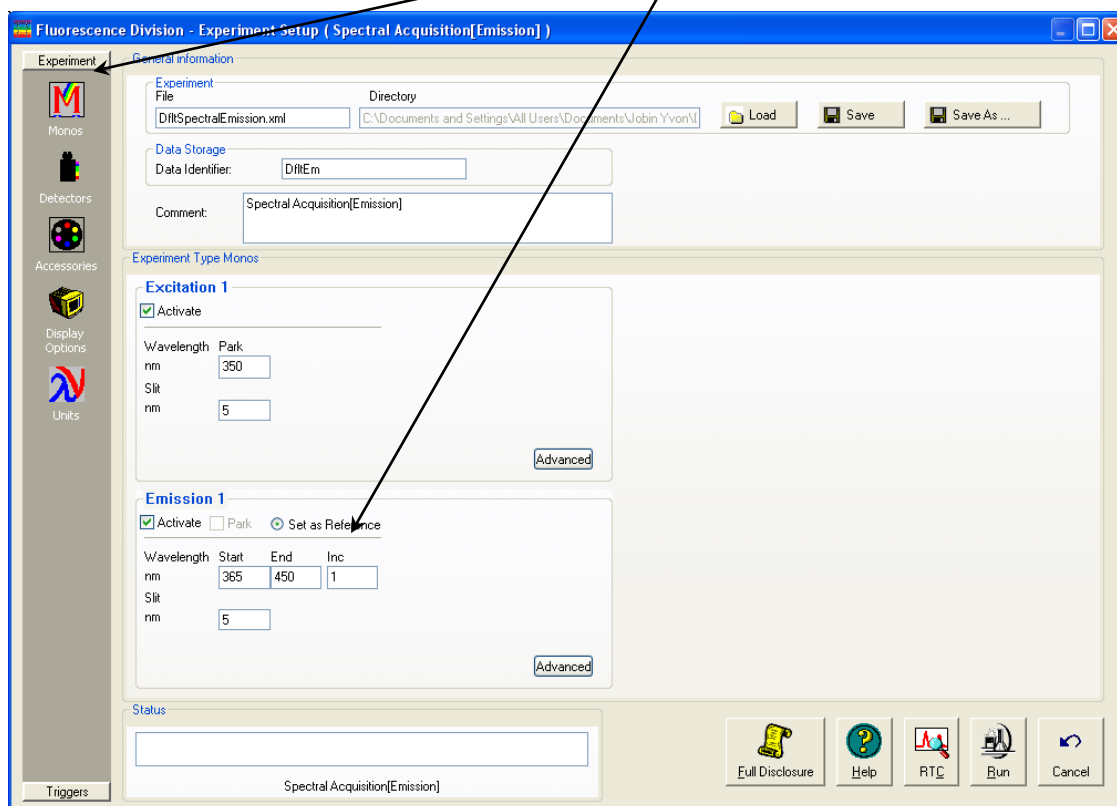 Fluorescence Division - Experiment Setup ( Spectral Acquisition[Emission] )
Experiment
Monos
Detectors
Accessories
Display
Options
Units
Triggers
General Information
Experiment
File Directory
DfltSpectralEmission.xml C:\Documents and Settings\All Users\Documents\Jobin Yvon\
Load Save Save As ...
Data Storage
Data Identifier: DfltEm
Comment: Spectral Acquisition[Emission]
Experiment Type Monos
Excitation 1
Activate
Wavelength Park
nm 350
Slit
nm 5
Advanced
Emission 1
Activate Park Set as Reference
Wavelength Start End Inc
nm 365 450 1
Slit
nm 5
Advanced
Status
Spectral Acquisition[Emission]
Full Disclosure Help RTC Run Cancel